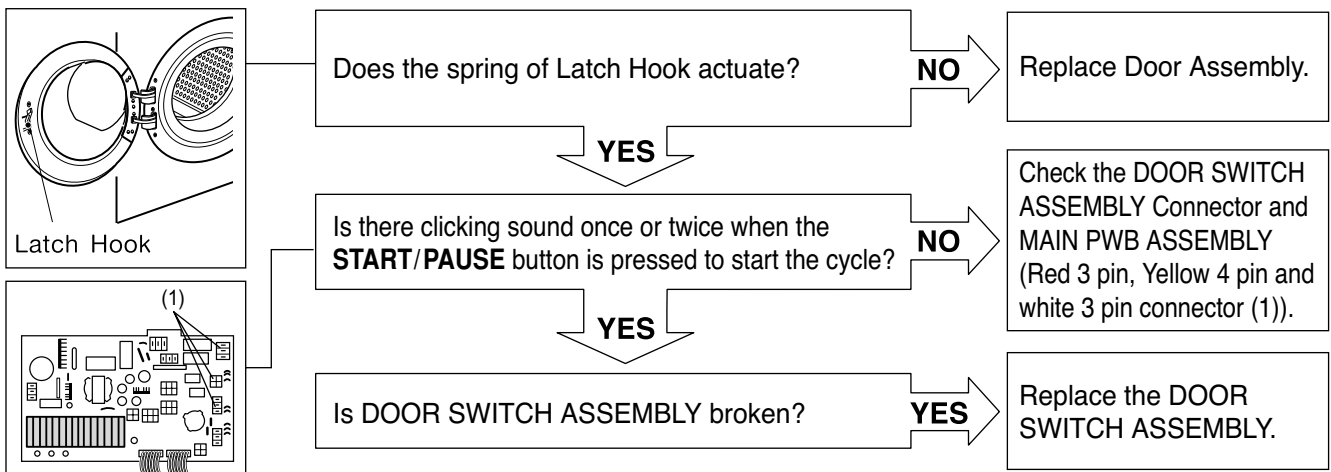 Latch Hook
Does the spring of Latch Hook actuate?
NO
Replace Door Assembly.
YES
Is there clicking sound once or twice when the
START/PAUSE button is pressed to start the cycle?
NO
Check the DOOR SWITCH
ASSEMBLY Connector and
MAIN PWB ASSEMBLY
(Red 3 pin, Yellow 4 pin and
white 3 pin connector (1)).
(1)
YES
Is DOOR SWITCH ASSEMBLY broken?
YES
Replace the DOOR
SWITCH ASSEMBLY.